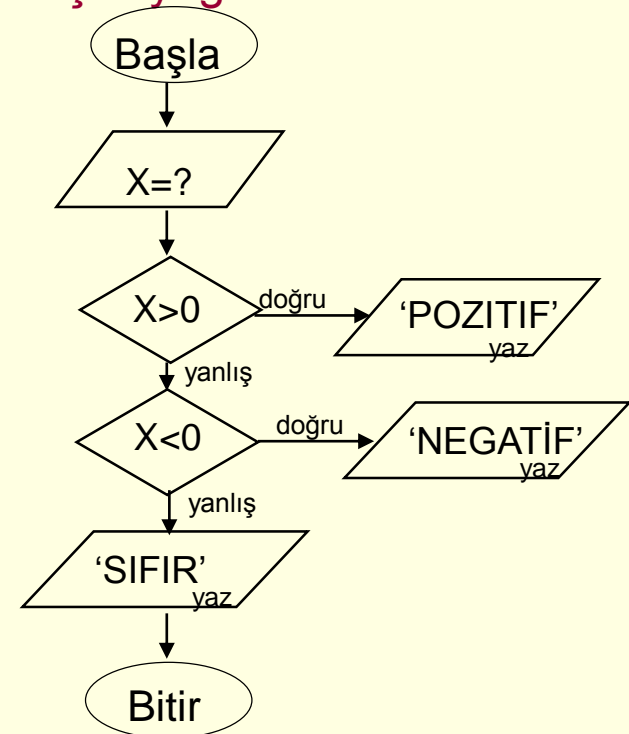 Başla
X=?
X>0
doğru
‘POZITIF’
yaz
yanlış
X<0
doğru
‘NEGATİF’
yaz
yanlış
‘SIFIR’
yaz
Bitir